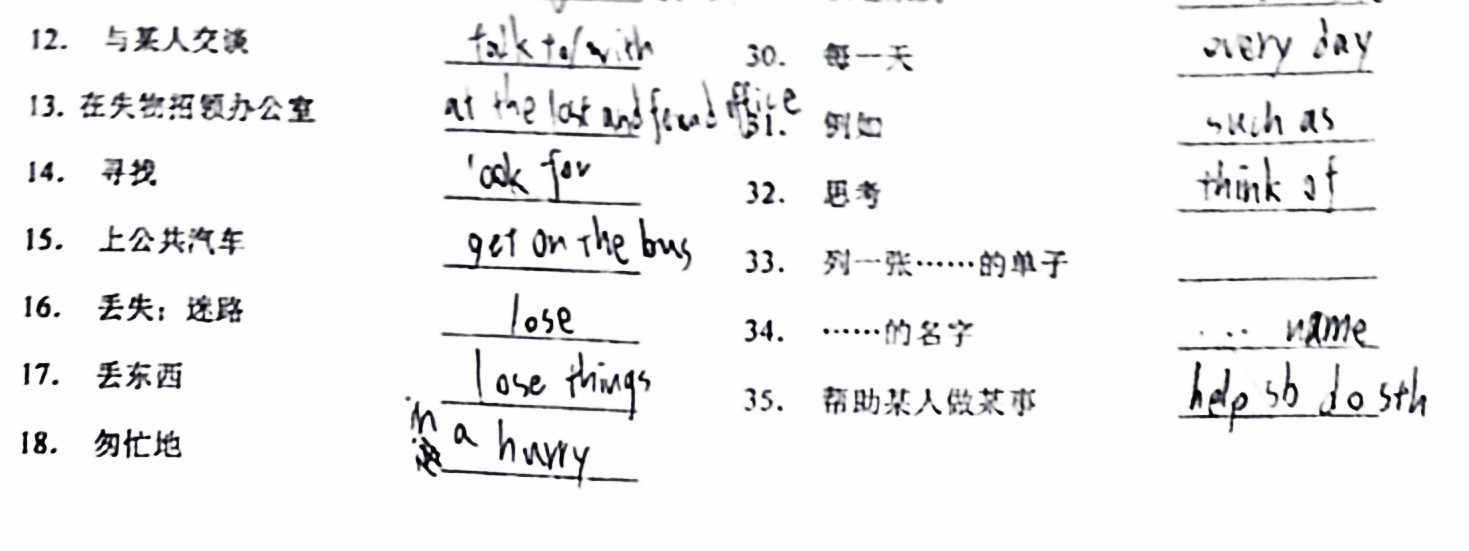 12. 与某人交谈 talk to/with
13. 在失物招领办公室 at the lost and found office
14. 寻找 look for
15. 上公共汽车 get on the bus
16. 丢失；迷路 lose
17. 丢东西 lose things
18. 匆忙地 in a hurry
30. 每一天 every day
31. 例如 such as
32. 思考 think of
33. 列一张……的单子
34. ……的名字 ... name
35. 帮助某人做某事 help sb do sth